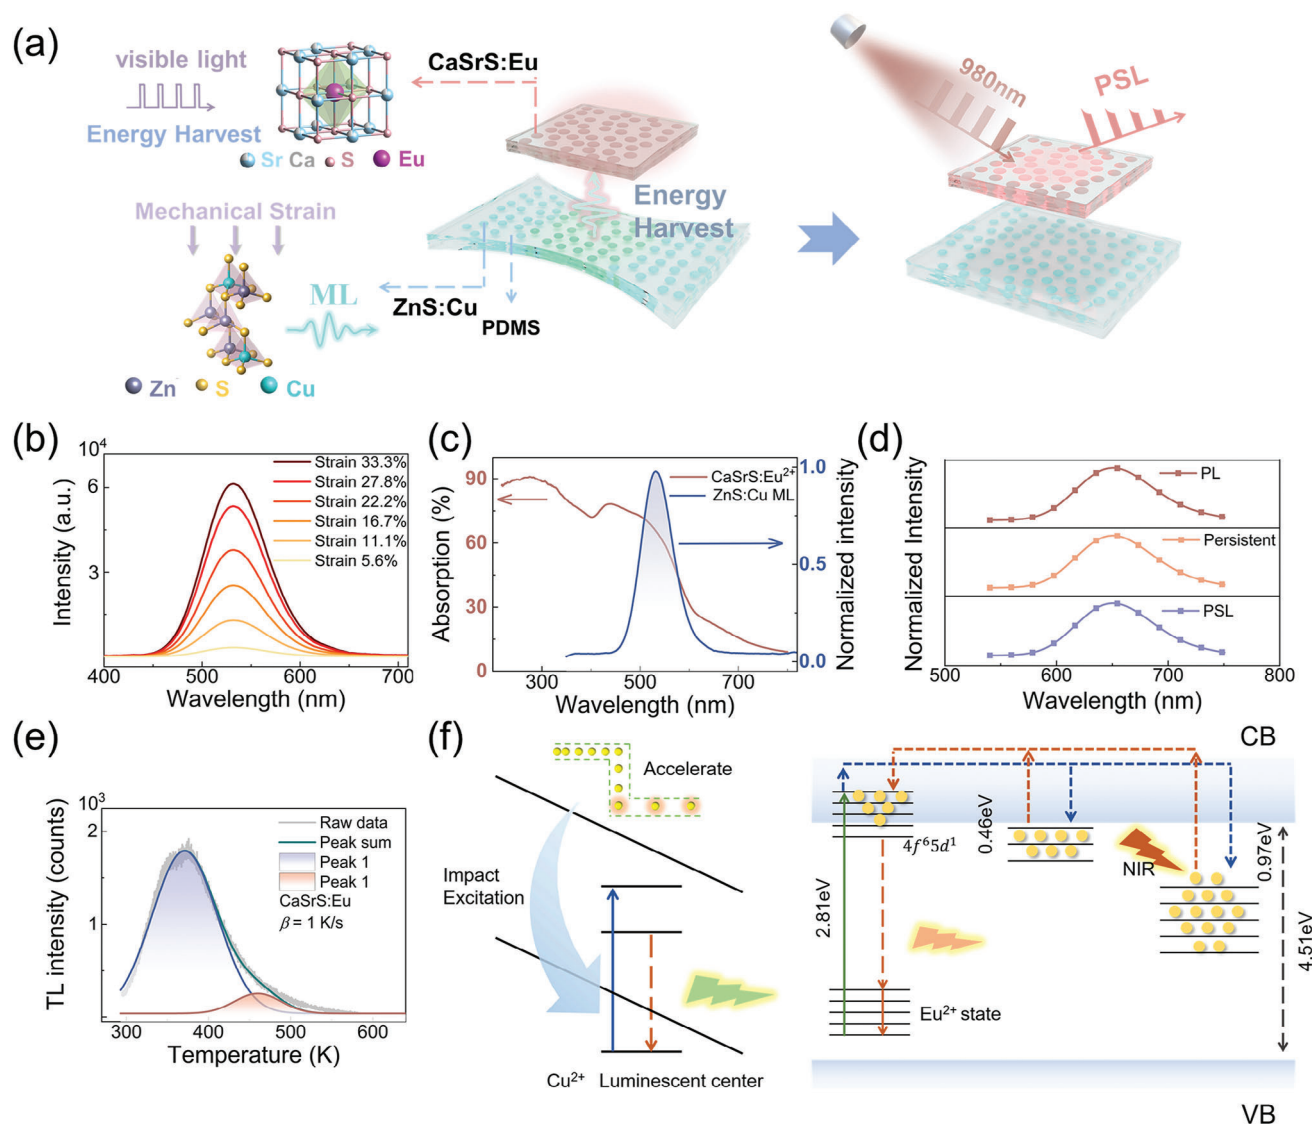 (a)
visible light
Energy Harvest
Sr Ca S Eu
CaSrS:Eu
Mechanical Strain
ML
Zn S Cu
ZnS:Cu
PDMS
Energy
Harvest
980nm
PSL
(b)
10⁴
6
3
Intensity (a.u.)
Strain 33.3%
Strain 27.8%
Strain 22.2%
Strain 16.7%
Strain 11.1%
Strain 5.6%
400 500 600 700
Wavelength (nm)
(c)
90
60
30
0
Absorption (%)
CaSrS:Eu²⁺
ZnS:Cu ML
1.0
0.5
0.0
Normalized intensity
300 500 700
Wavelength (nm)
(d)
Normalized Intensity
PL
Persistent
PSL
500 600 700 800
Wavelength (nm)
(e)
10³
2
1
TL intensity (counts)
Raw data
Peak sum
Peak 1
Peak 1
CaSrS:Eu
β = 1 K/s
300 400 500 600
Temperature (K)
(f)
Accelerate
Impact
Excitation
Cu²⁺ Luminescent center
CB
4f⁶5d¹
0.46eV
NIR
0.97eV
2.81eV
4.51eV
Eu²⁺ state
VB